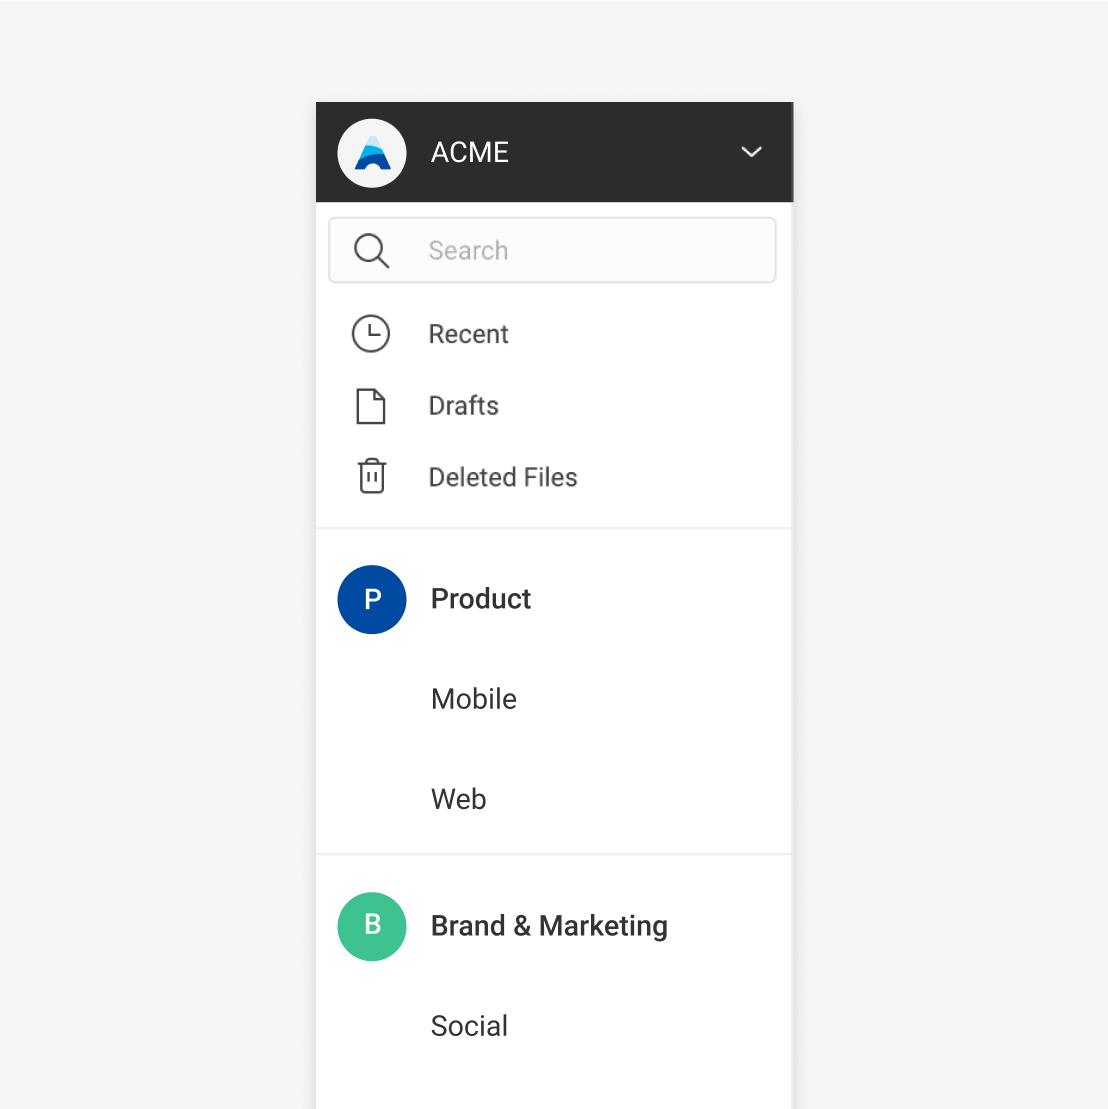 ACME
Search
Recent
Drafts
Deleted Files
P Product
Mobile
Web
B Brand & Marketing
Social